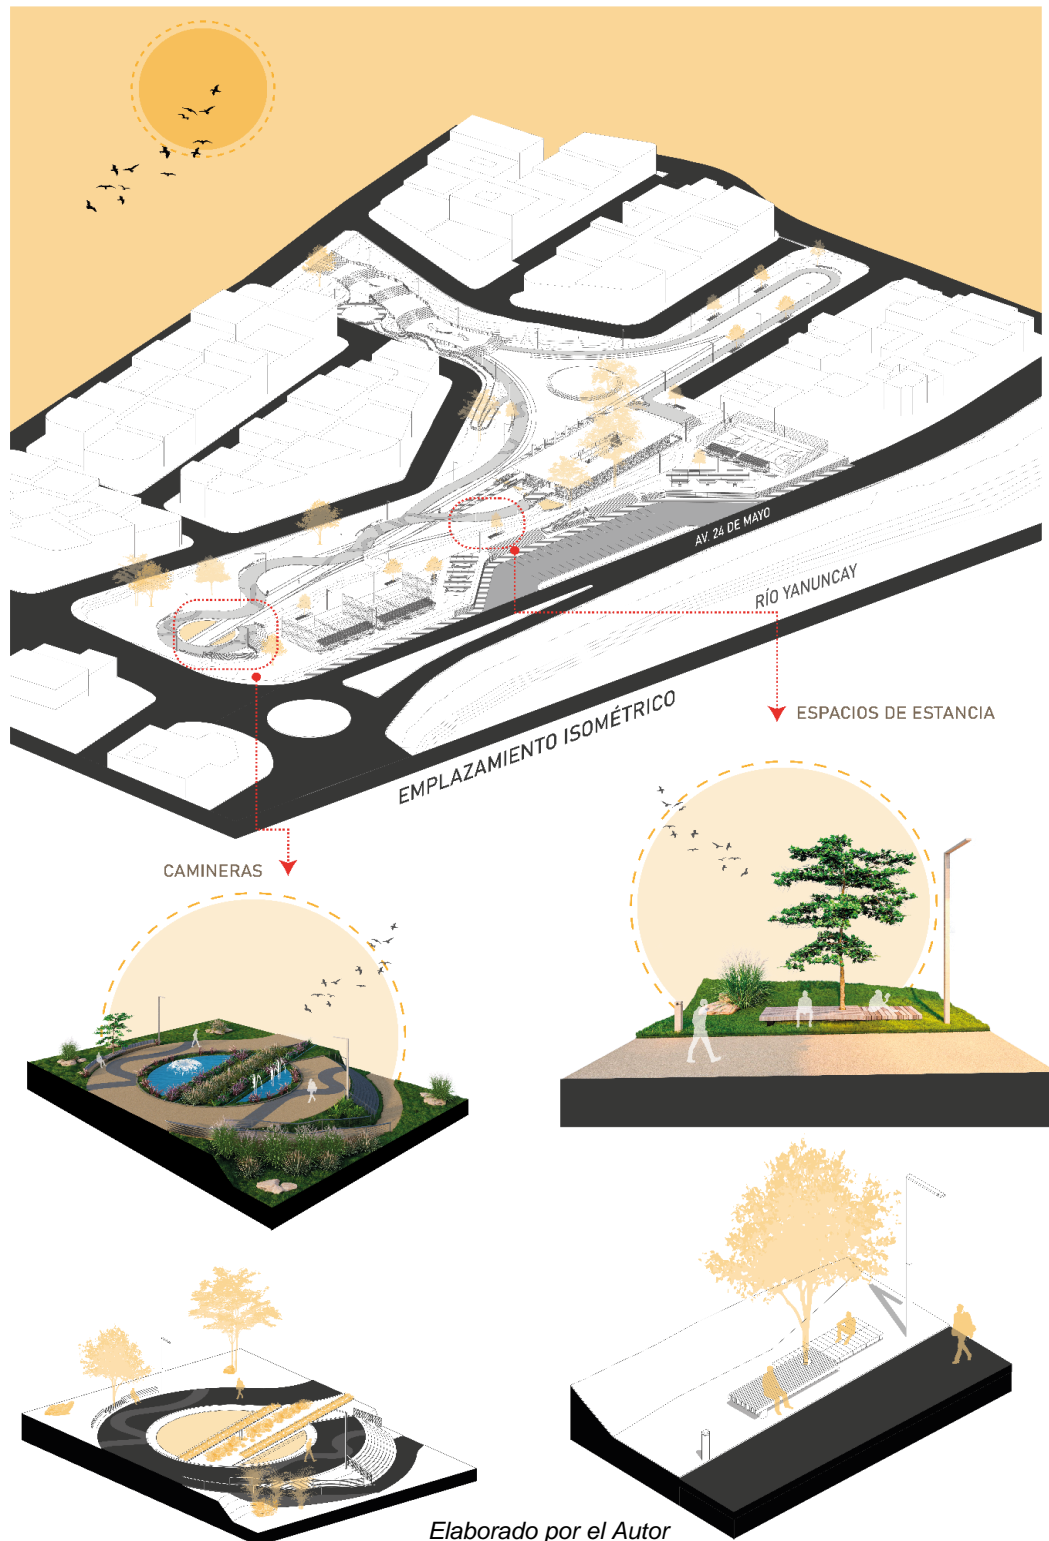 AV. 24 DE MAYO
RÍO YANUNCAY
EMPLAZAMIENTO ISOMÉTRICO
ESPACIOS DE ESTANCIA
CAMINERAS
Elaborado por el Autor